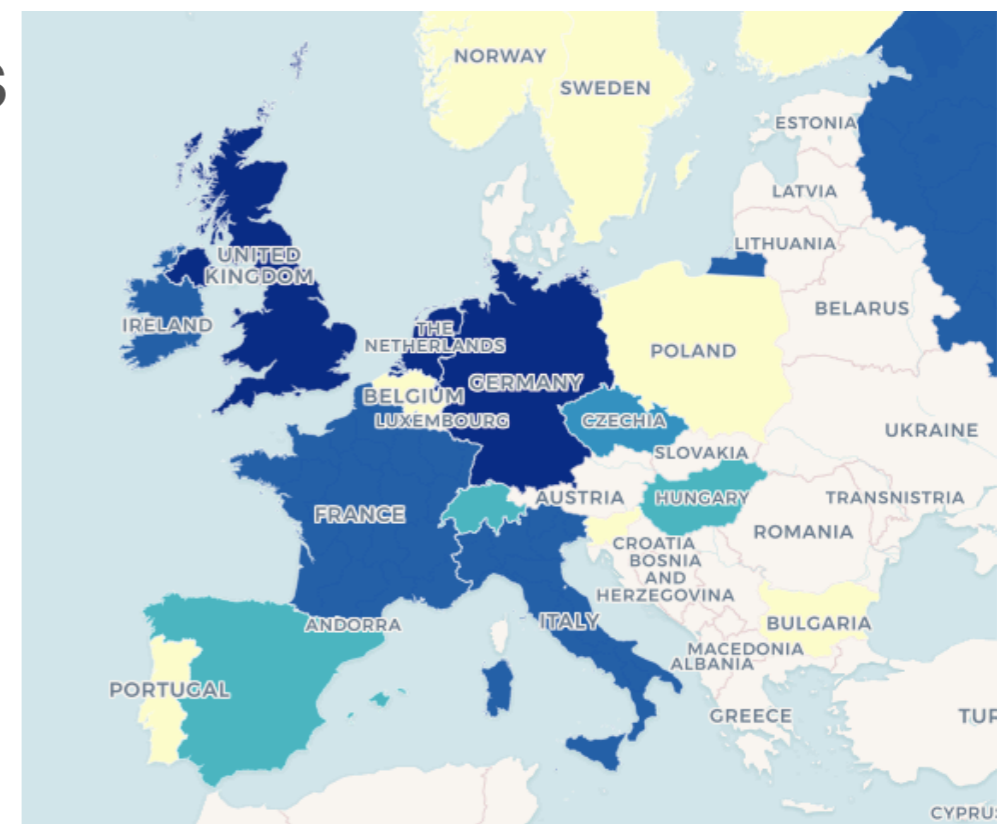 s
NORWAY
SWEDEN
ESTONIA
LATVIA
LITHUANIA
UNITED
KINGDOM
BELARUS
IRELAND
THE
NETHERLANDS
POLAND
GERMANY
BELGIUM
LUXEMBOURG
CZECHIA
UKRAINE
SLOVAKIA
AUSTRIA
HUNGARY
TRANSNISTRIA
FRANCE
ROMANIA
CROATIA
BOSNIA
AND
HERZEGOVINA
ANDORRA
ITALY
BULGARIA
MACEDONIA
ALBANIA
PORTUGAL
GREECE
TUR
CYPRUS